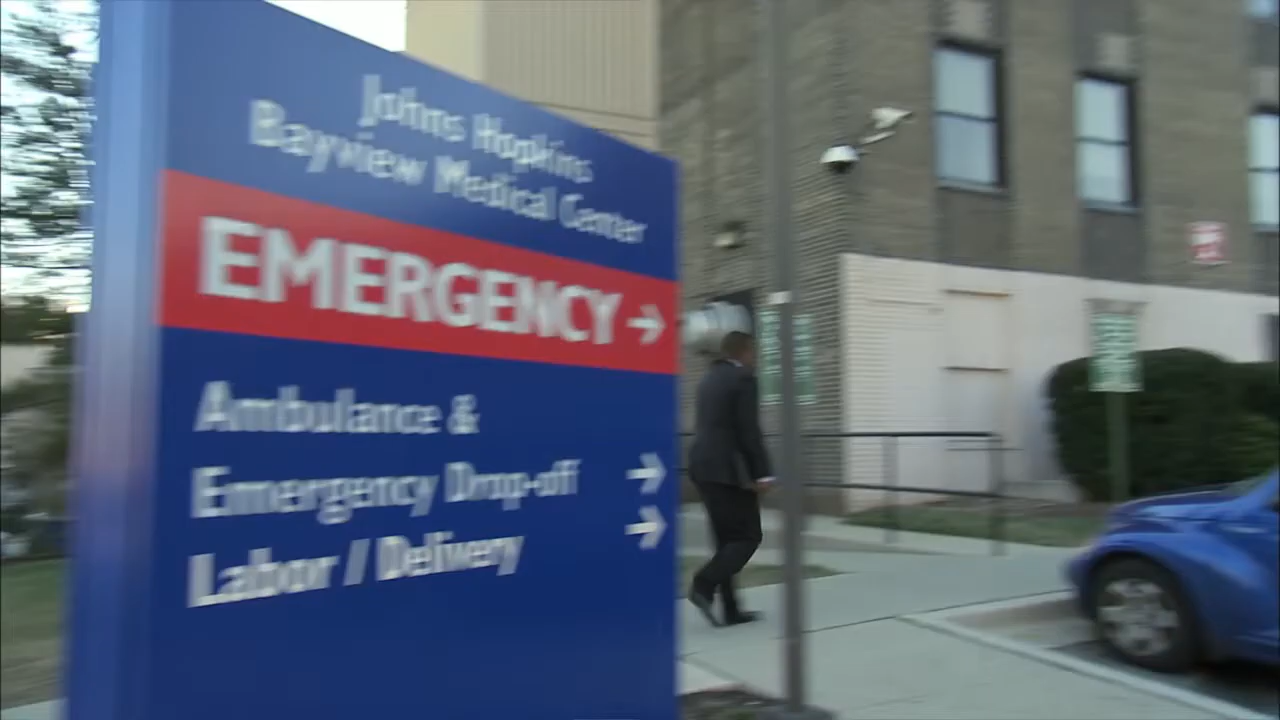 Johns Hopkins
Bayview Medical Center
EMERGENCY →
Ambulance &
Emergency Drop-off →
Labor / Delivery →